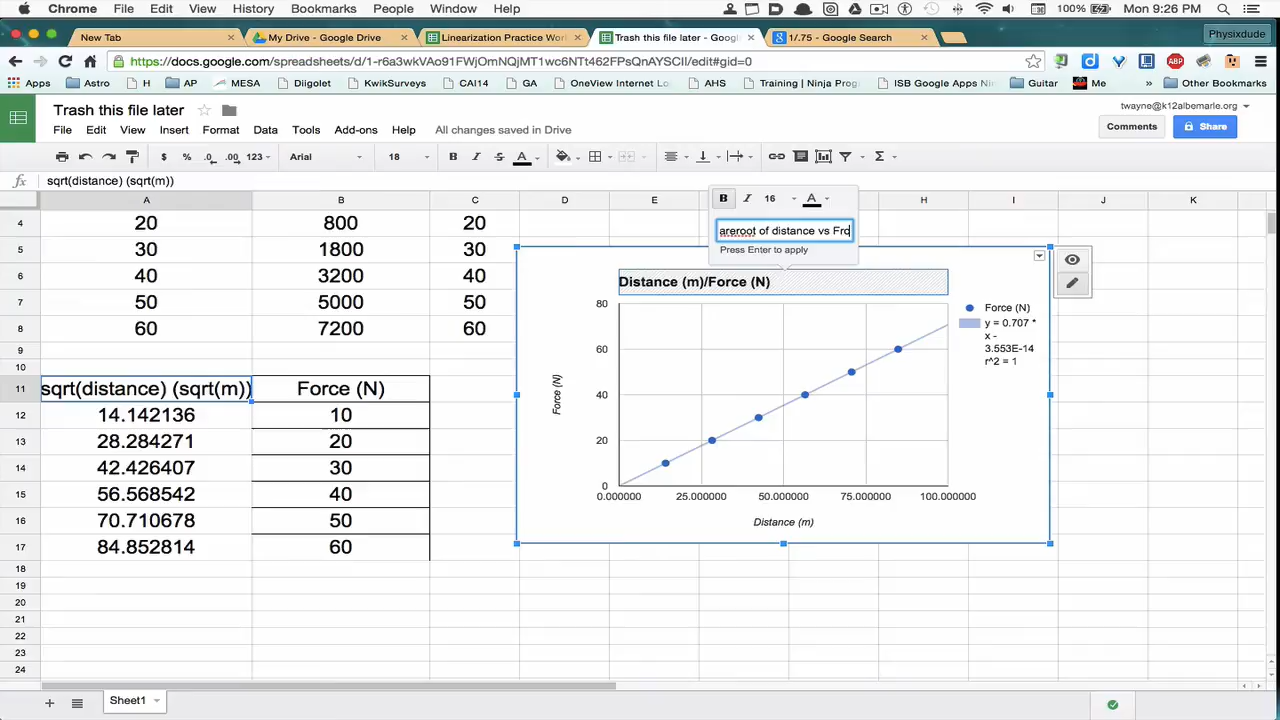 Chrome File Edit View History Bookmarks People Window Help 100% Mon 9:26 PM
New Tab × My Drive - Google Drive × Linearization Practice Work × Trash this file later - Googl × 1/.75 - Google Search × Physixdude
https://docs.google.com/spreadsheets/d/1-r6a3wkVAo91FWjOmNQjMT1wc6NTt462FPsQnAYSCII/edit#gid=0
Apps Astro H AP MESA Diigolet KwikSurveys CAI14 GA OneView Internet Lo AHS Training | Ninja Prog ISB Google Apps Guitar Me » Other Bookmarks
Trash this file later
twayne@k12albemarle.org
File Edit View Insert Format Data Tools Add-ons Help All changes saved in Drive
Comments Share
$ % .0 .00 123 Arial 18 B I S A Σ
fx sqrt(distance) (sqrt(m))
A B C D E H I J K
B I 16 A
areroot of distance vs Fro
Press Enter to apply
4 20 800 20
5 30 1800 30
6 40 3200 40
7 50 5000 50
8 60 7200 60
9
10
11 sqrt(distance) (sqrt(m)) Force (N)
12 14.142136 10
13 28.284271 20
14 42.426407 30
15 56.568542 40
16 70.710678 50
17 84.852814 60
18
19
20
21
22
23
24
Distance (m)/Force (N)
80
60
40
20
0
Force (N)
0.000000 25.000000 50.000000 75.000000 100.000000
Distance (m)
Force (N)
y = 0.707 *
x -
3.553E-14
r^2 = 1
Sheet1